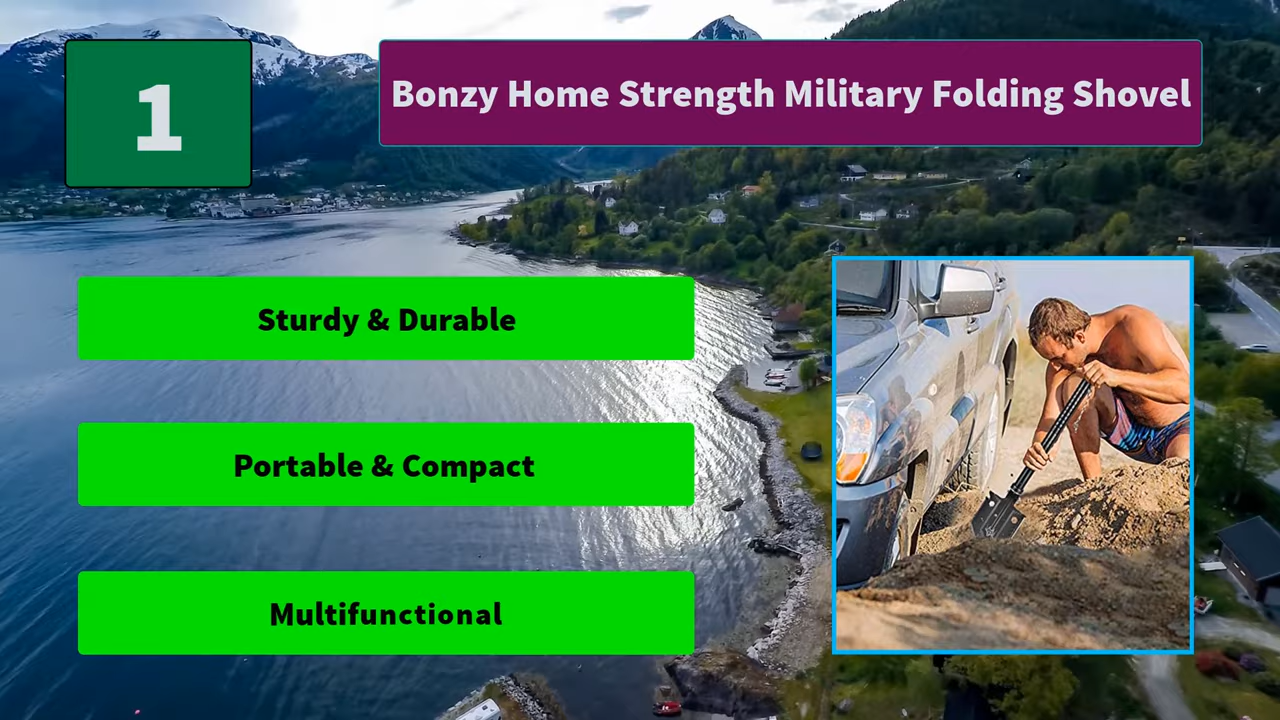 1
Bonzy Home Strength Military Folding Shovel
Sturdy & Durable
Portable & Compact
Multifunctional